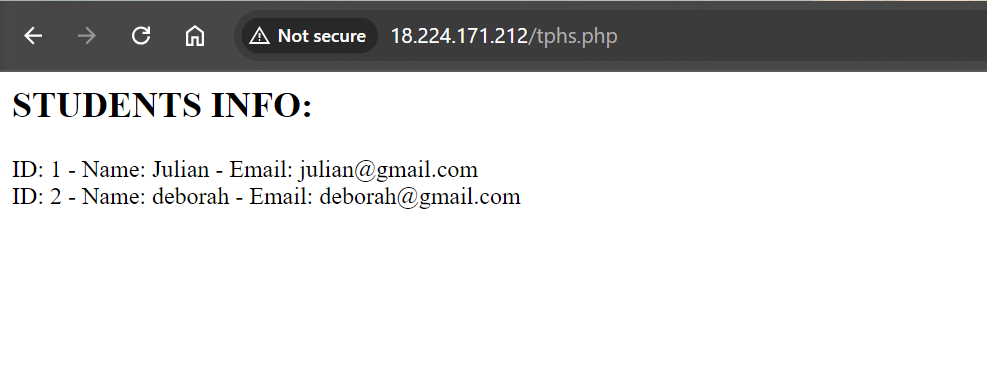 Not secure 18.224.171.212/tphs.php
STUDENTS INFO:
ID: 1 - Name: Julian - Email: julian@gmail.com
ID: 2 - Name: deborah - Email: deborah@gmail.com